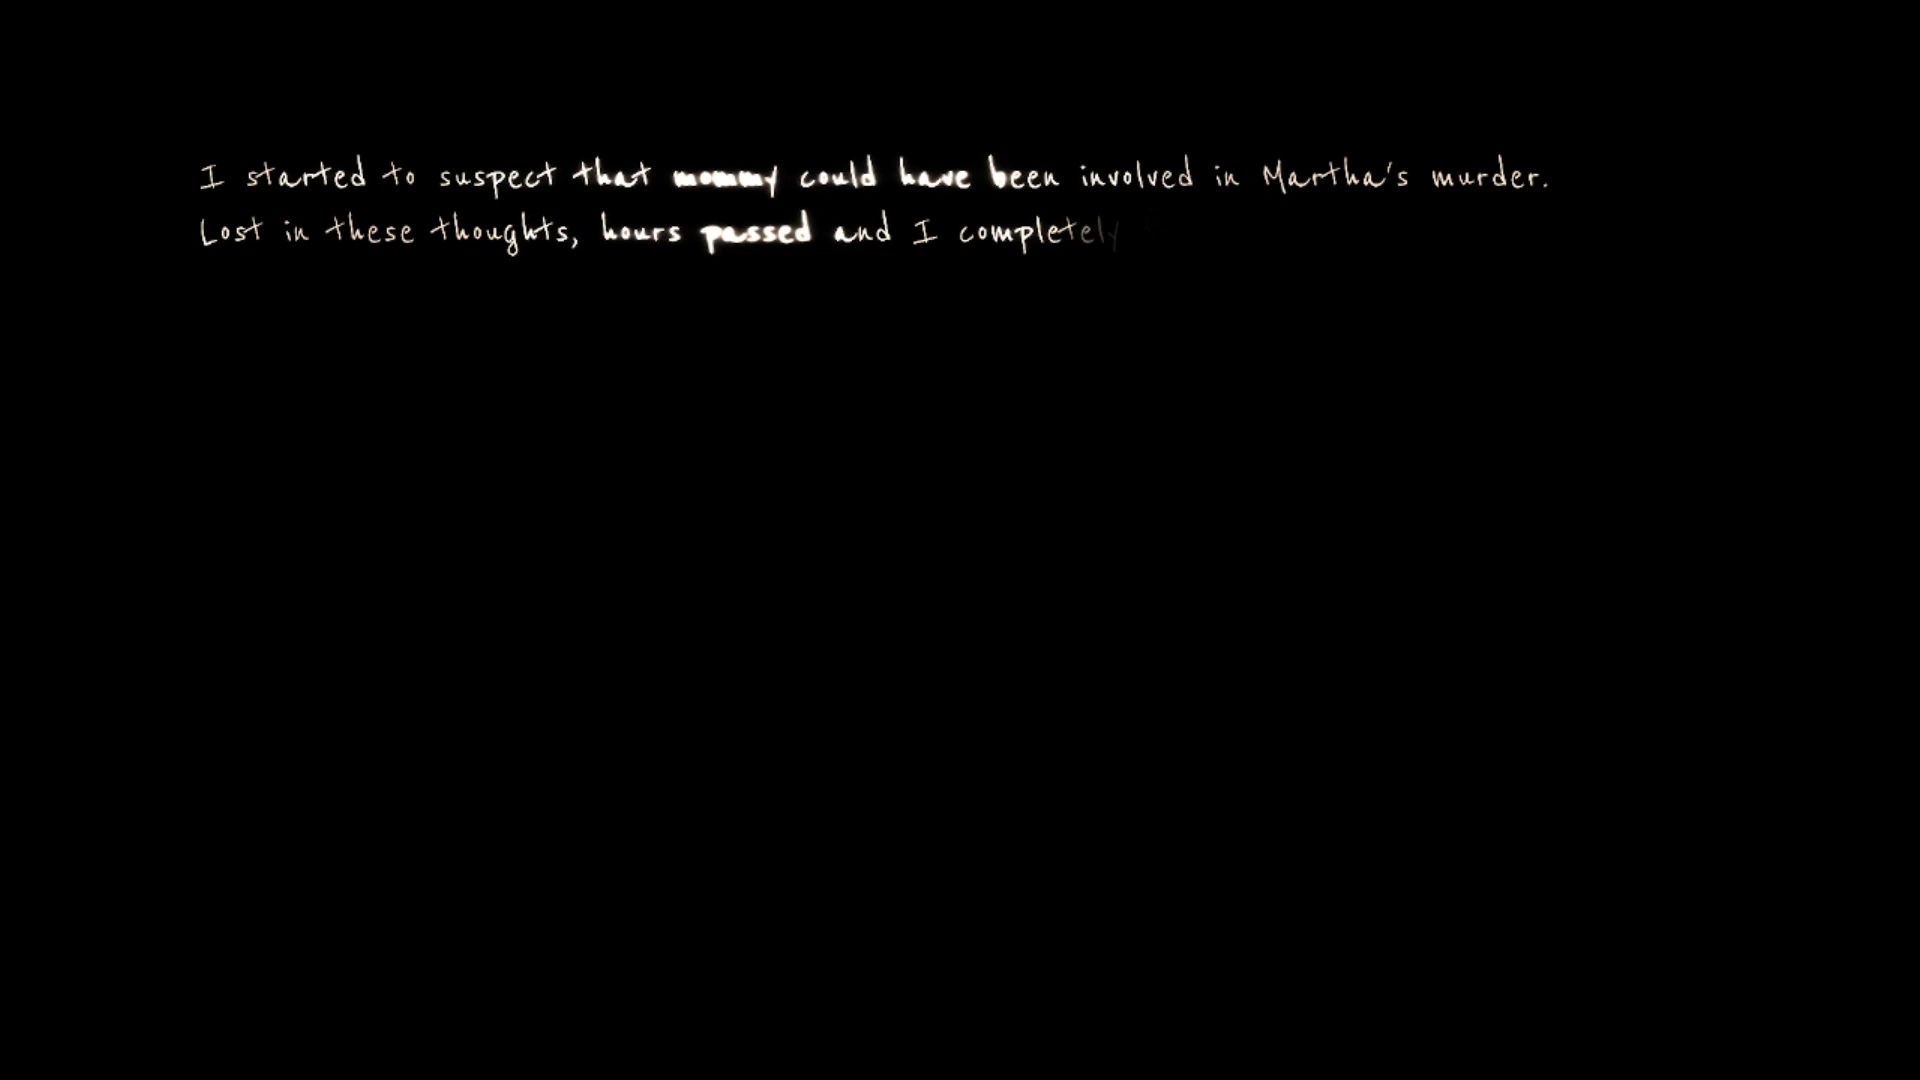 I started to suspect that mommy could have been involved in Martha's murder.
Lost in these thoughts, hours passed and I completely